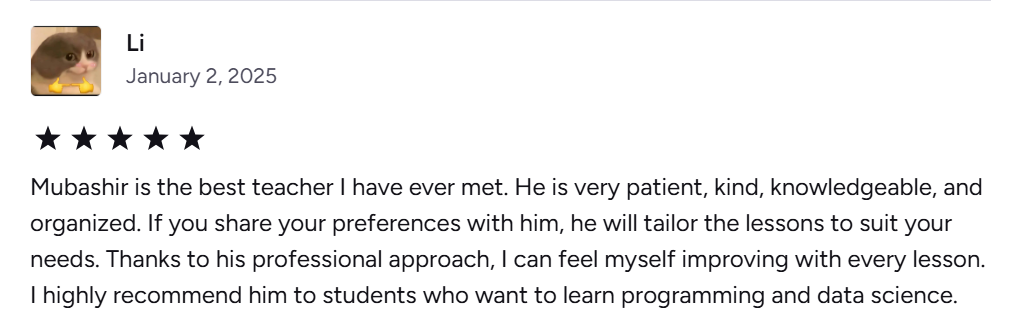 Li
January 2, 2025
Mubashir is the best teacher I have ever met. He is very patient, kind, knowledgeable, and
organized. If you share your preferences with him, he will tailor the lessons to suit your
needs. Thanks to his professional approach, I can feel myself improving with every lesson.
I highly recommend him to students who want to learn programming and data science.